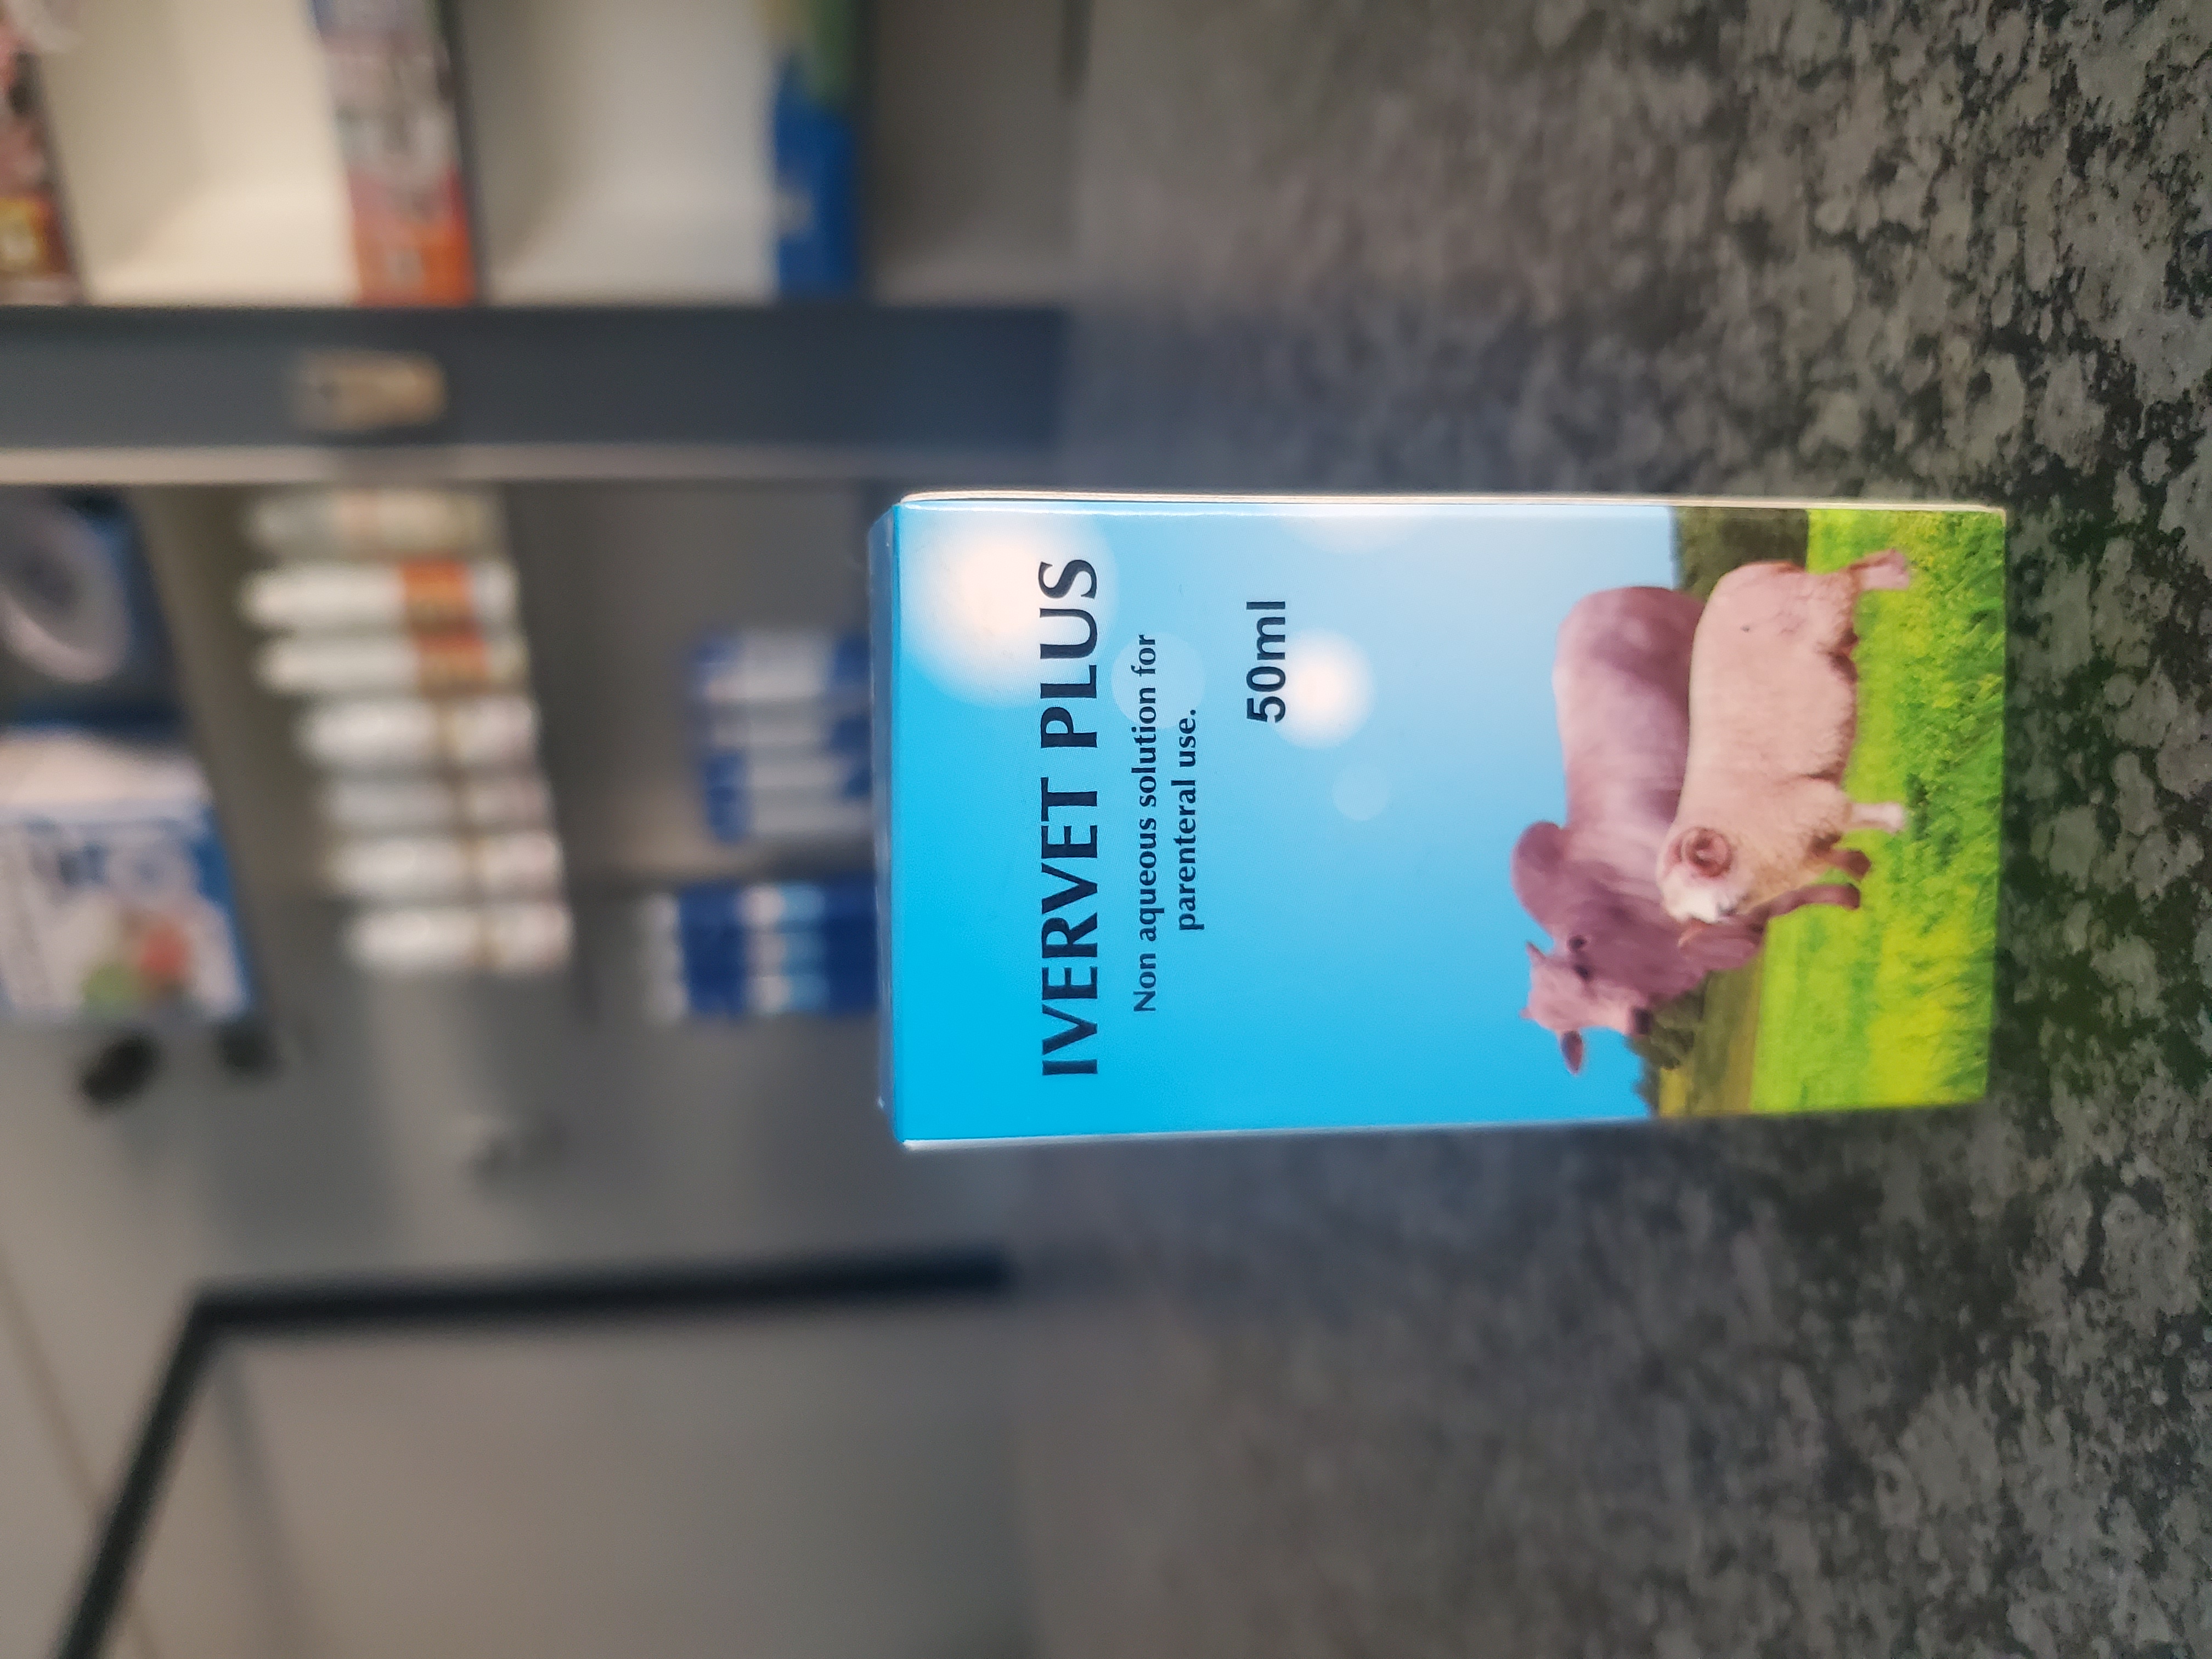 IVERVET PLUS
Non aqueous solution for
parenteral use.
50ml